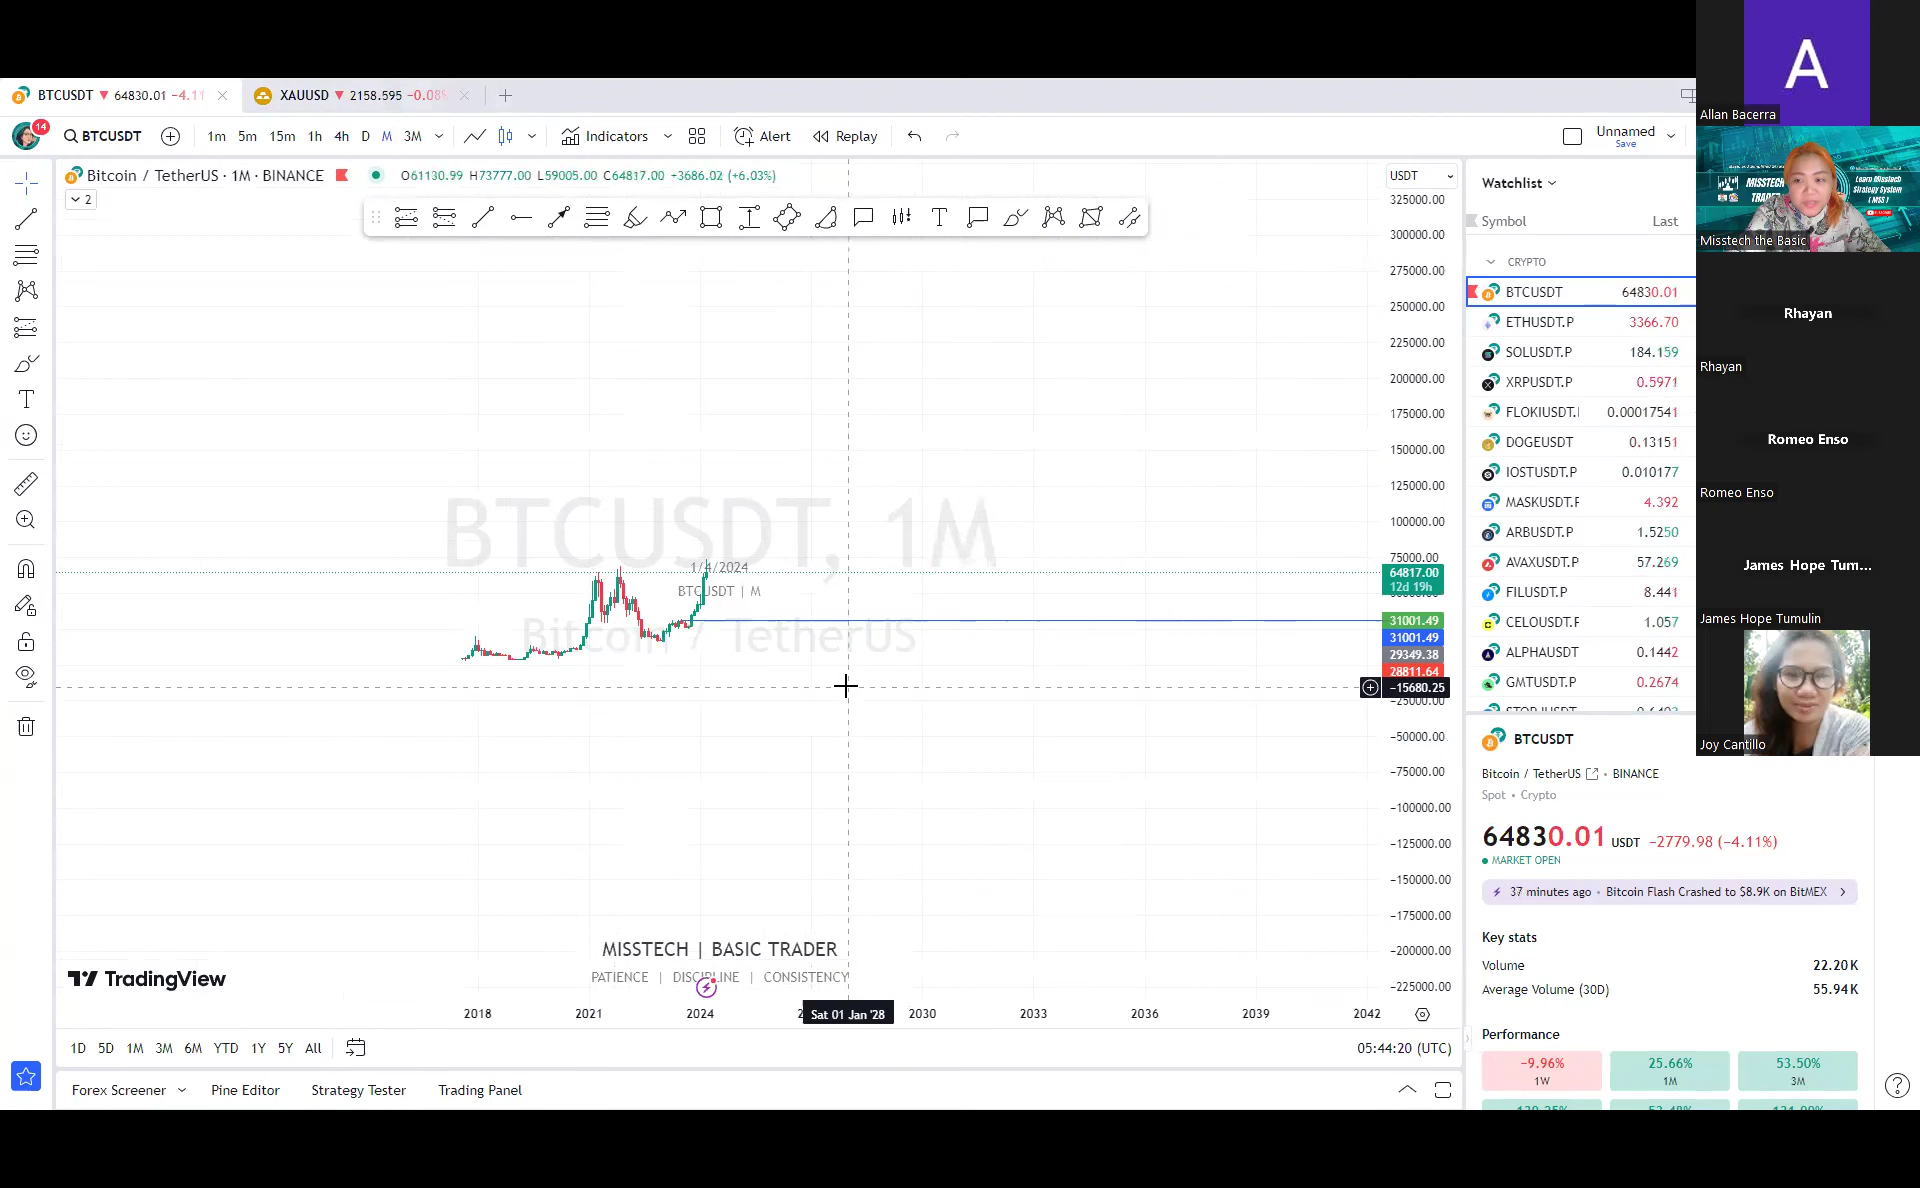 BTCUSDT 64830.01 −4.11
XAUUSD 2158.595 −0.08%
14
BTCUSDT 1m 5m 15m 1h 4h D M 3M Indicators Alert Replay Unnamed
Save
Bitcoin / TetherUS · 1M · BINANCE O61130.99 H73777.00 L59005.00 C64817.00 +3686.02 (+6.03%)
2
USDT
325000.00
300000.00
275000.00
250000.00
225000.00
200000.00
175000.00
150000.00
125000.00
100000.00
75000.00
64817.00
12d 19h
31001.49
31001.49
29349.38
28811.64
−15680.25
−25000.00
−50000.00
−75000.00
−100000.00
−125000.00
−150000.00
−175000.00
−200000.00
−225000.00
BTCUSDT, 1M
Bitcoin / TetherUS
1/4/2024
BTCUSDT | M
MISSTECH | BASIC TRADER
PATIENCE | DISCIPLINE | CONSISTENCY
TradingView
2018 2021 2024 Sat 01 Jan '28 2030 2033 2036 2039 2042
1D 5D 1M 3M 6M YTD 1Y 5Y All 05:44:20 (UTC)
Forex Screener Pine Editor Strategy Tester Trading Panel
Watchlist
Symbol Last
CRYPTO
BTCUSDT 64830.01
ETHUSDT.P 3366.70
SOLUSDT.P 184.159
XRPUSDT.P 0.5971
FLOKIUSDT. 0.00017541
DOGEUSDT 0.13151
IOSTUSDT.P 0.010177
MASKUSDT.F 4.392
ARBUSDT.P 1.5250
AVAXUSDT.P 57.269
FILUSDT.P 8.441
CELOUSDT.F 1.057
ALPHAUSDT 0.1442
GMTUSDT.P 0.2674
BTCUSDT
Bitcoin / TetherUS • BINANCE
Spot • Crypto
64830.01 USDT −2779.98 (−4.11%)
MARKET OPEN
37 minutes ago • Bitcoin Flash Crashed to $8.9K on BitMEX
Key stats
Volume 22.20K
Average Volume (30D) 55.94K
Performance
−9.96% 25.66% 53.50%
1W 1M 3M
A
Allan Bacerra
Learn Misstech
Strategy System
( MSS )
MISSTECH
Misstech the Basic
Rhayan
Rhayan
Romeo Enso
Romeo Enso
James Hope Tum...
James Hope Tumulin
Joy Cantillo